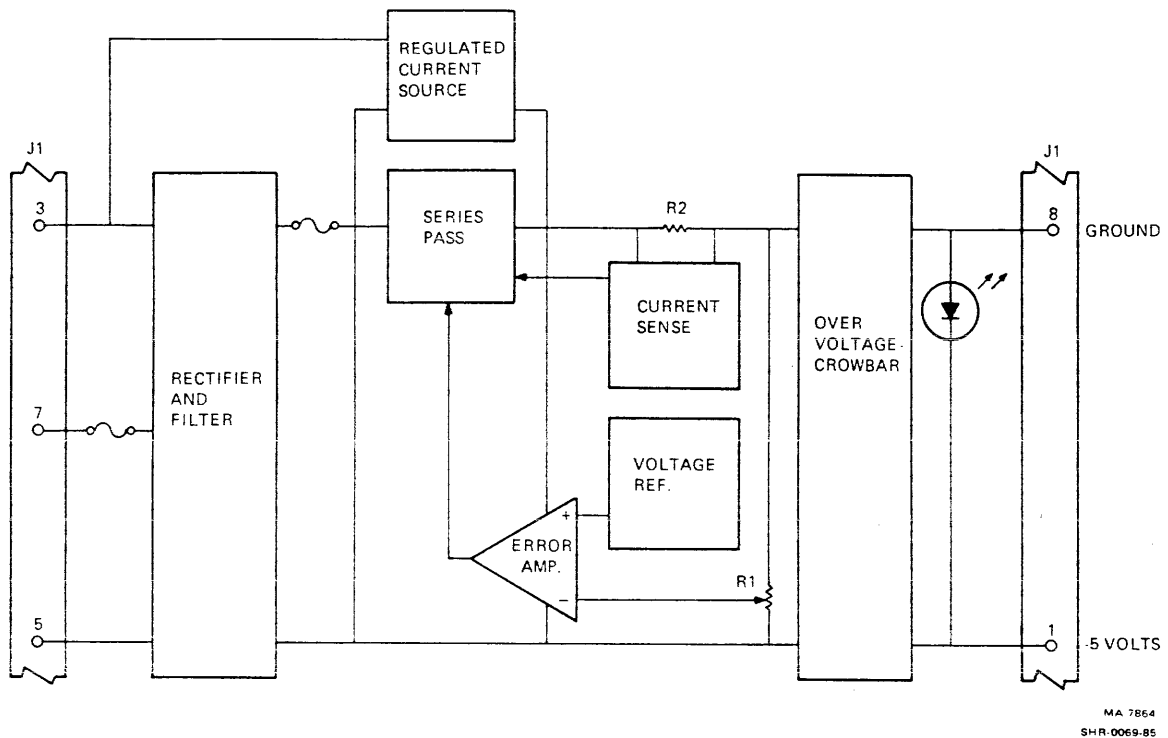 REGULATED
CURRENT
SOURCE
J1
J1
3
SERIES
PASS
R2
8
GROUND
CURRENT
SENSE
OVER
VOLTAGE-
CROWBAR
RECTIFIER
AND
FILTER
7
VOLTAGE
REF.
+
ERROR
AMP.
−
R1
5
1
-5 VOLTS
MA 7864
SHR-0069-85